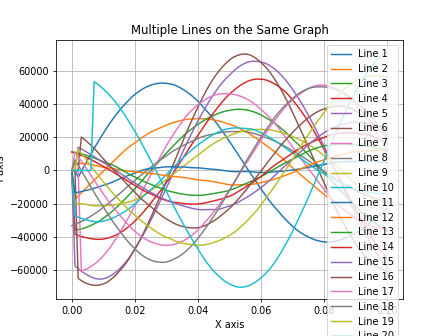 Multiple Lines on the Same Graph
60000
40000
20000
0
−20000
−40000
−60000
0.00
0.02
0.04
0.06
X axis
axis
Line 1
Line 2
Line 3
Line 4
Line 5
Line 6
Line 7
Line 8
Line 9
Line 10
Line 11
Line 12
Line 13
Line 14
Line 15
Line 16
Line 17
Line 18
Line 19
Line 20